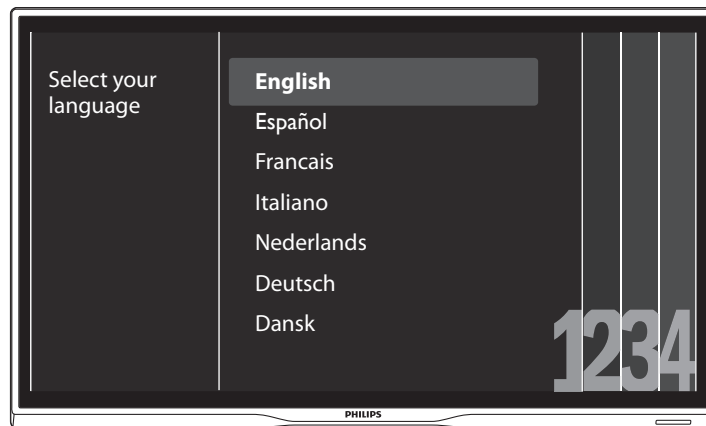 Select your
language
English
Español
Francais
Italiano
Nederlands
Deutsch
Dansk
1234
PHILIPS